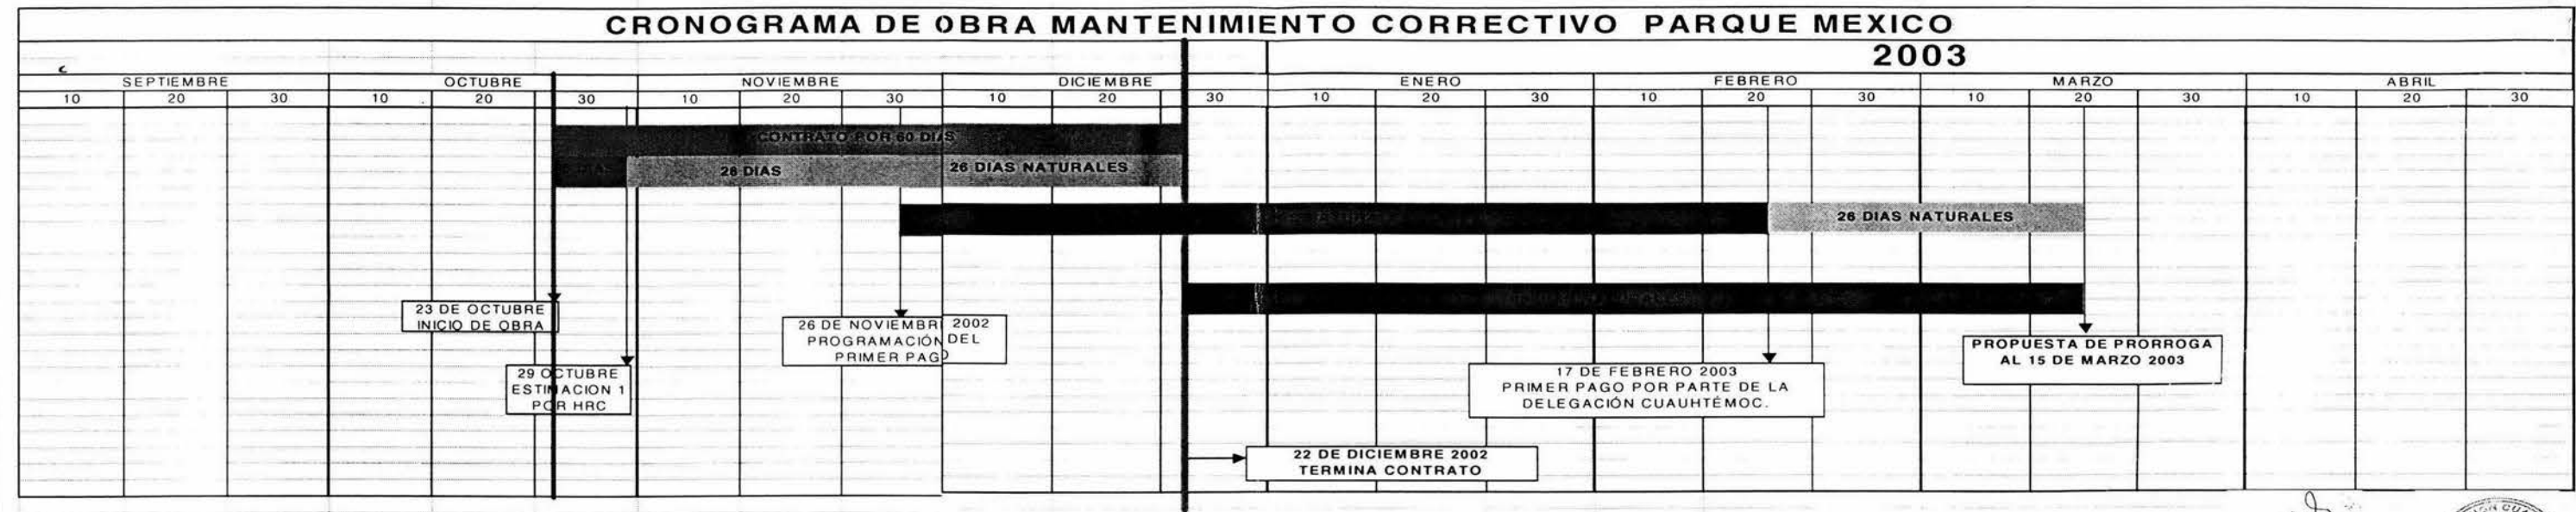 CRONOGRAMA DE OBRA MANTENIMIENTO CORRECTIVO PARQUE MEXICO
2003
SEPTIEMBRE OCTUBRE NOVIEMBRE DICIEMBRE ENERO FEBRERO MARZO ABRIL
10 20 30 10 20 30 10 20 30 10 20 30 10 20 30 10 20 30 10 20 30 10 20 30
CONTRATO POR 60 DIAS
28 DIAS 26 DIAS NATURALES
26 DIAS NATURALES
23 DE OCTUBRE
INICIO DE OBRA
29 OCTUBRE
ESTIMACION 1
POR HRC
26 DE NOVIEMBRE 2002
PROGRAMACIÓN DEL
PRIMER PAGO
17 DE FEBRERO 2003
PRIMER PAGO POR PARTE DE LA
DELEGACIÓN CUAUHTÉMOC.
PROPUESTA DE PRORROGA
AL 15 DE MARZO 2003
22 DE DICIEMBRE 2002
TERMINA CONTRATO